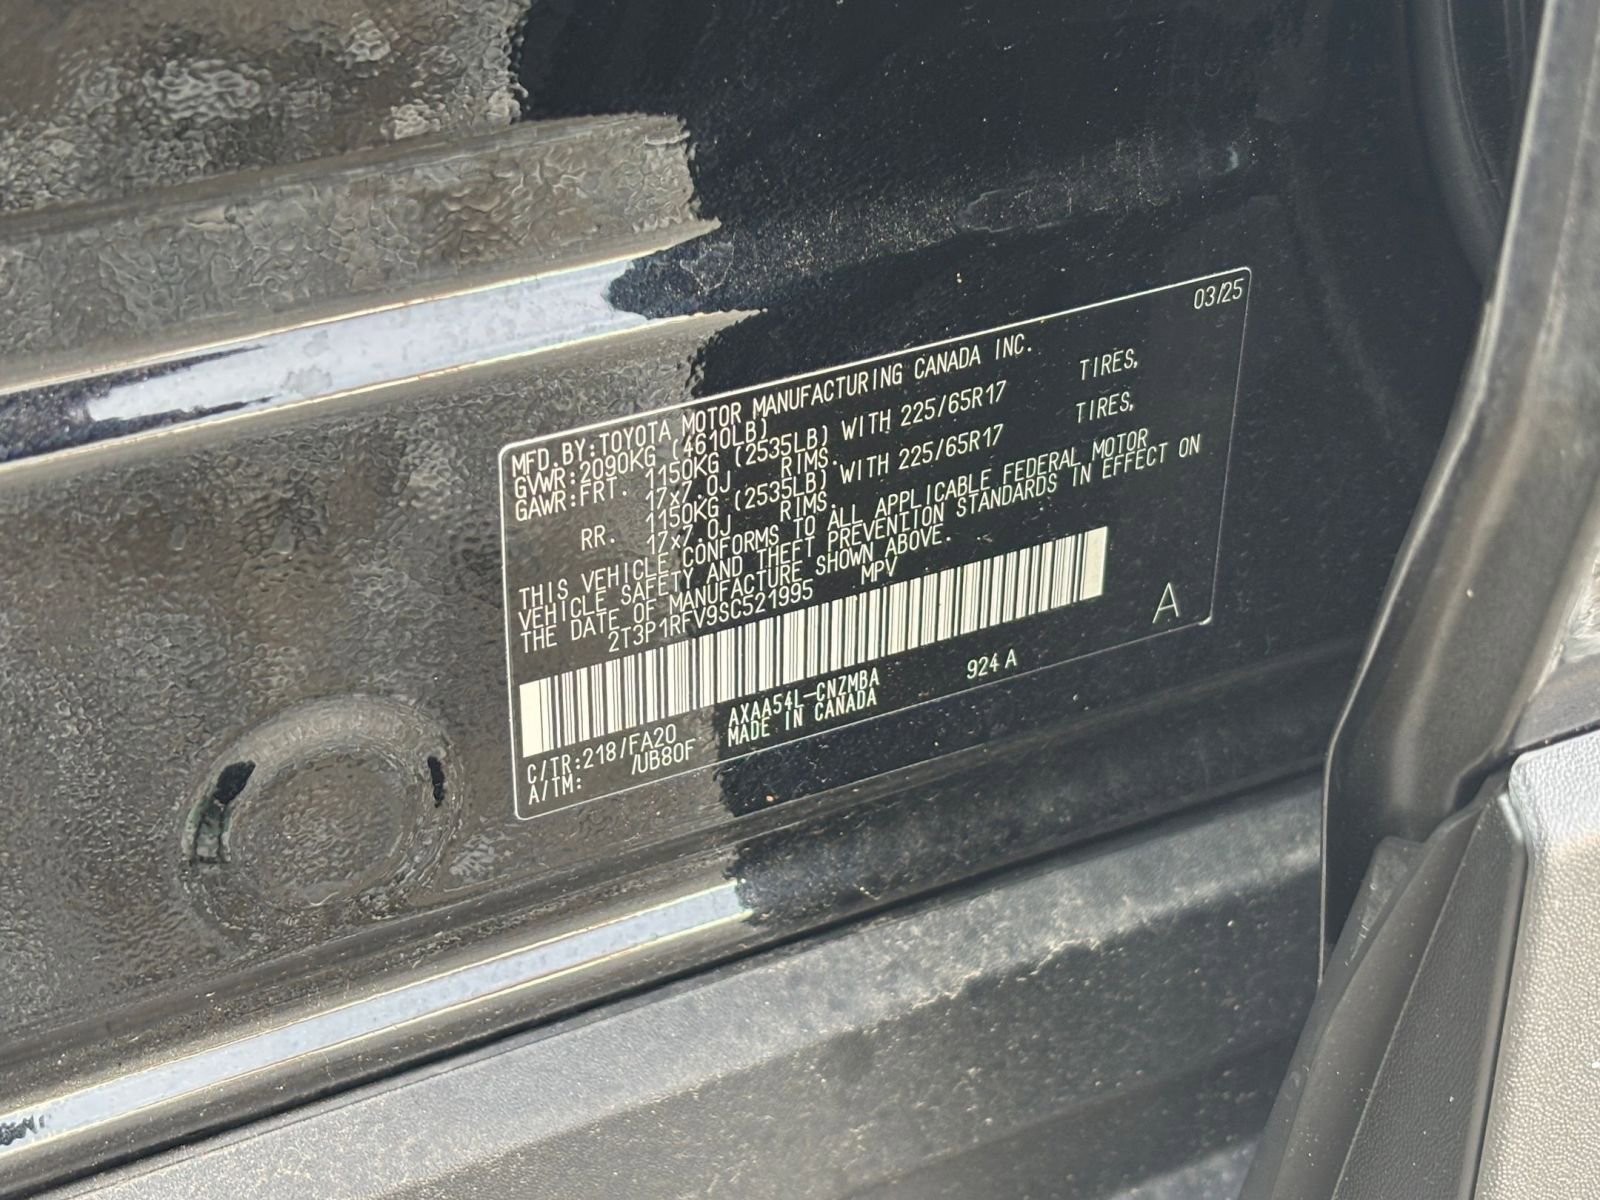 03/25
MFD.BY:TOYOTA MOTOR MANUFACTURING CANADA INC.
GVWR:2090KG (4610LB)
GAWR:FRT. 1150KG (2535LB) WITH 225/65R17 TIRES,
17x7.0J RIMS.
RR. 1150KG (2535LB) WITH 225/65R17 TIRES,
17x7.0J RIMS.
THIS VEHICLE CONFORMS TO ALL APPLICABLE FEDERAL MOTOR
VEHICLE SAFETY AND THEFT PREVENTION STANDARDS IN EFFECT ON
THE DATE OF MANUFACTURE SHOWN ABOVE.
2T3P1RFV9SC521995 MPV
A
C/TR:218/FA20 AXAA54L-CNZMBA 924 A
A/TM: /UB80F MADE IN CANADA